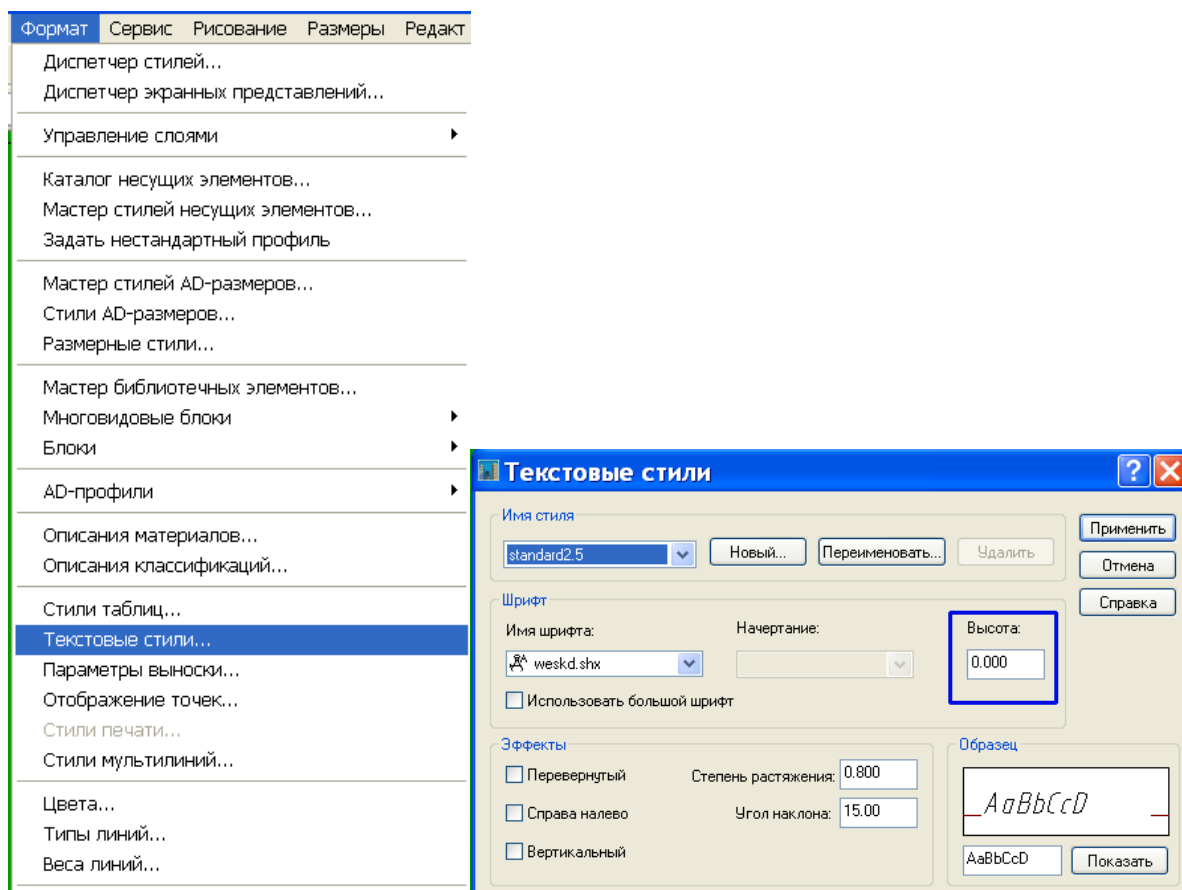 Формат Сервис Рисование Размеры Редакт
Диспетчер стилей...
Диспетчер экранных представлений...
Управление слоями
Каталог несущих элементов...
Мастер стилей несущих элементов...
Задать нестандартный профиль
Мастер стилей AD-размеров...
Стили AD-размеров...
Размерные стили...
Мастер библиотечных элементов...
Многовидовые блоки
Блоки
AD-профили
Описания материалов...
Описания классификаций...
Стили таблиц...
Текстовые стили...
Параметры выноски...
Отображение точек...
Стили печати...
Стили мультилиний...
Цвета...
Типы линий...
Веса линий...
Текстовые стили
Имя стиля
standard2.5 Новый... Переименовать... Удалить
Применить
Отмена
Справка
Шрифт
Имя шрифта: Начертание: Высота:
weskd.shx 0.000
Использовать большой шрифт
Эффекты
Перевернутый Степень растяжения: 0.800
Справа налево Угол наклона: 15.00
Вертикальный
Образец
AaBbCcD
AaBbCcD Показать